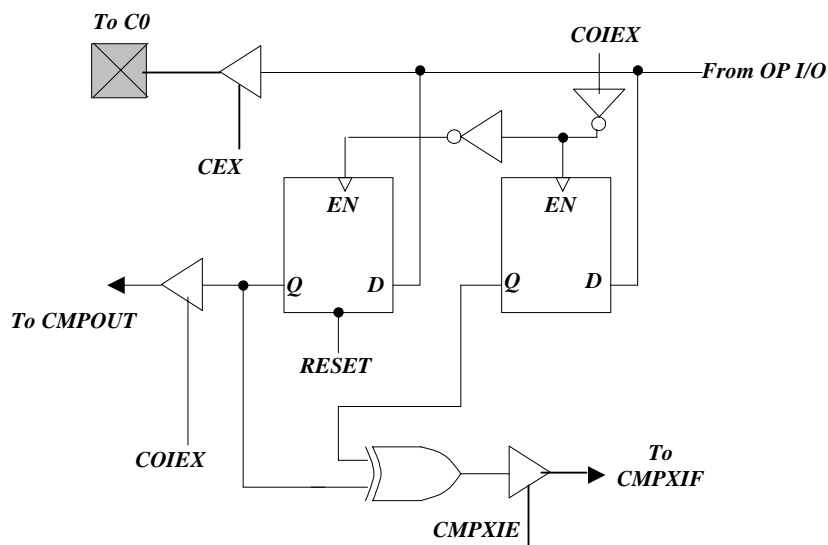 To C0
COIEX
From OP I/O
CEX
EN
EN
Q
D
Q
D
To CMPOUT
RESET
COIEX
To
CMPXIF
CMPXIE